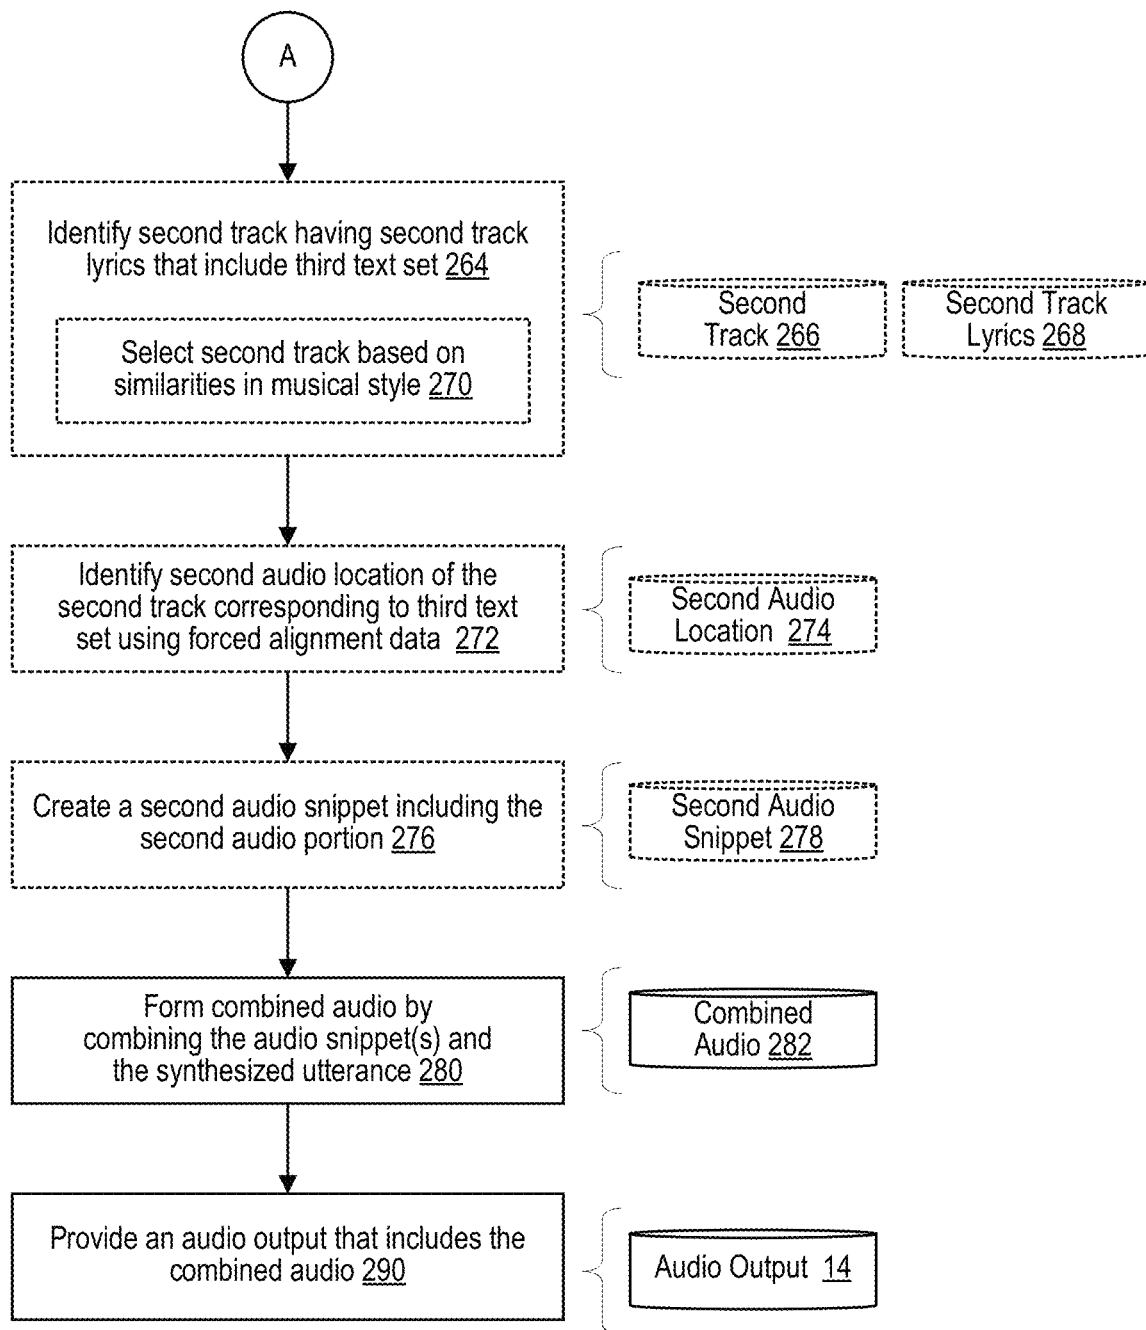 A
Identify second track having second track
lyrics that include third text set 264
Select second track based on
similarities in musical style 270
Second
Track 266
Second Track
Lyrics 268
Identify second audio location of the
second track corresponding to third text
set using forced alignment data 272
Second Audio
Location 274
Create a second audio snippet including the
second audio portion 276
Second Audio
Snippet 278
Form combined audio by
combining the audio snippet(s) and
the synthesized utterance 280
Combined
Audio 282
Provide an audio output that includes the
combined audio 290
Audio Output 14